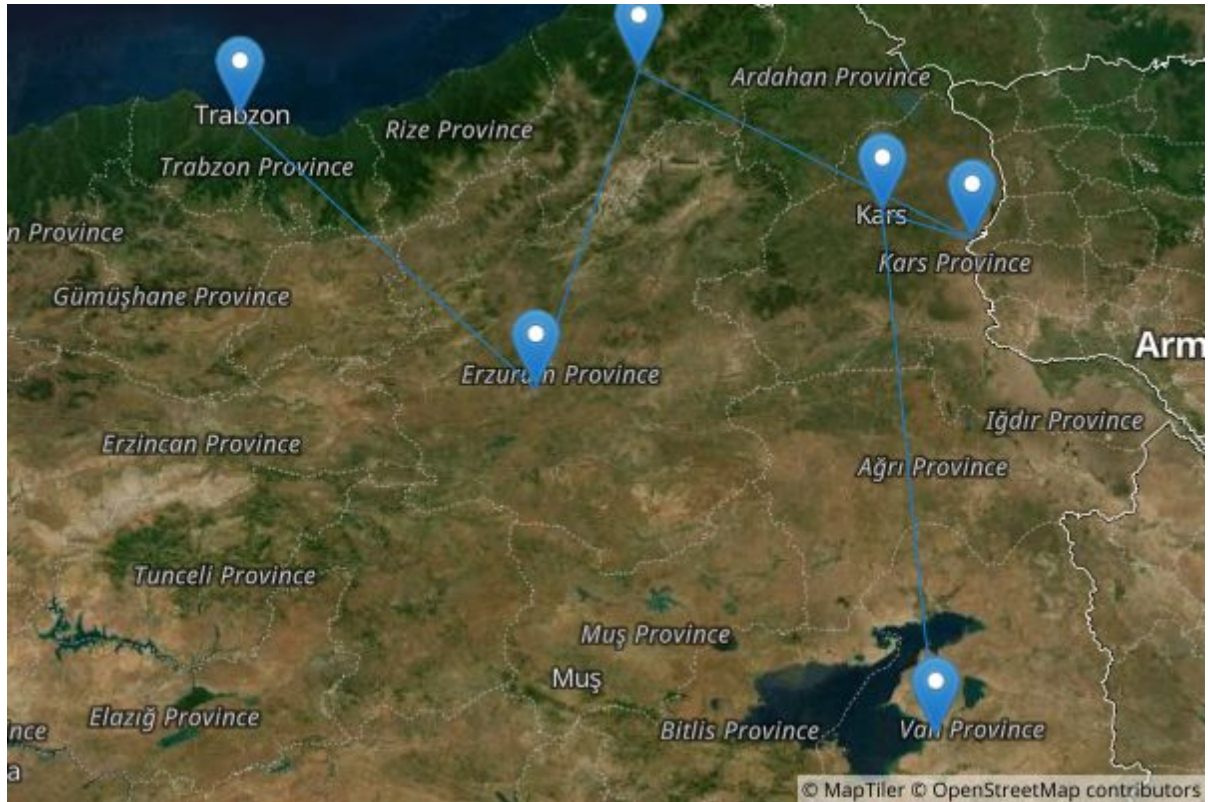 Ardahan Province
Trabzon
Rize Province
Trabzon Province
Kars
n Province
Kars Province
Gümüşhane Province
Arm
Erzurum Province
Iğdır Province
Erzincan Province
Ağrı Province
Tunceli Province
Muş Province
Muş
Elazığ Province
Bitlis Province
Van Province
nce
a
© MapTiler © OpenStreetMap contributors